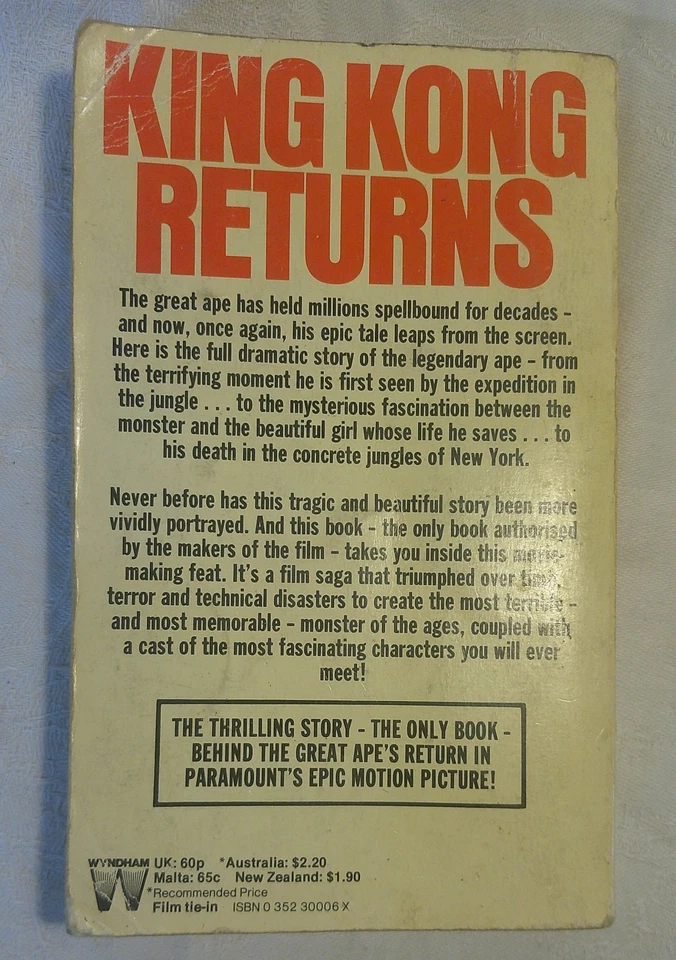 KING KONG
RETURNS
The great ape has held millions spellbound for decades –
and now, once again, his epic tale leaps from the screen.
Here is the full dramatic story of the legendary ape – from
the terrifying moment he is first seen by the expedition in
the jungle . . . to the mysterious fascination between the
monster and the beautiful girl whose life he saves . . . to
his death in the concrete jungles of New York.
Never before has this tragic and beautiful story been more
vividly portrayed. And this book – the only book authorised
by the makers of the film – takes you inside this movie-
making feat. It's a film saga that triumphed over time,
terror and technical disasters to create the most terrible –
and most memorable – monster of the ages, coupled with
a cast of the most fascinating characters you will ever
meet!
THE THRILLING STORY – THE ONLY BOOK –
BEHIND THE GREAT APE'S RETURN IN
PARAMOUNT'S EPIC MOTION PICTURE!
WYNDHAM
UK: 60p *Australia: $2.20
Malta: 65c New Zealand: $1.90
*Recommended Price
Film tie-in ISBN 0 352 30006 X